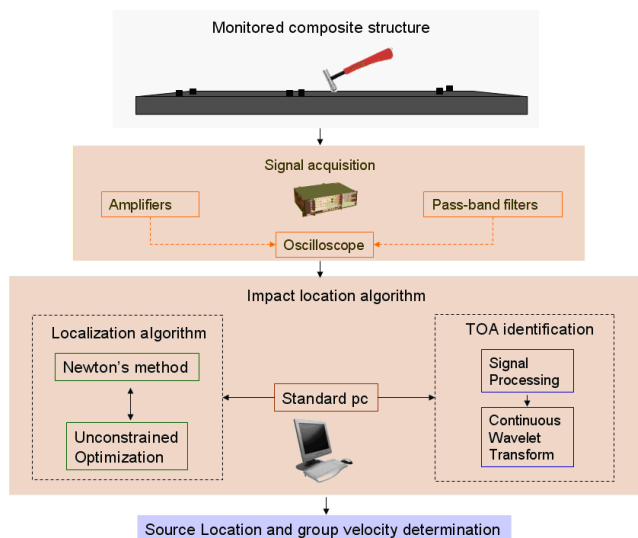 Monitored composite structure
Signal acquisition
Amplifiers
Pass-band filters
Oscilloscope
Impact location algorithm
Localization algorithm
TOA identification
Newton's method
Signal
Processing
Standard pc
Unconstrained
Optimization
Continuous
Wavelet
Transform
Source Location and group velocity determination